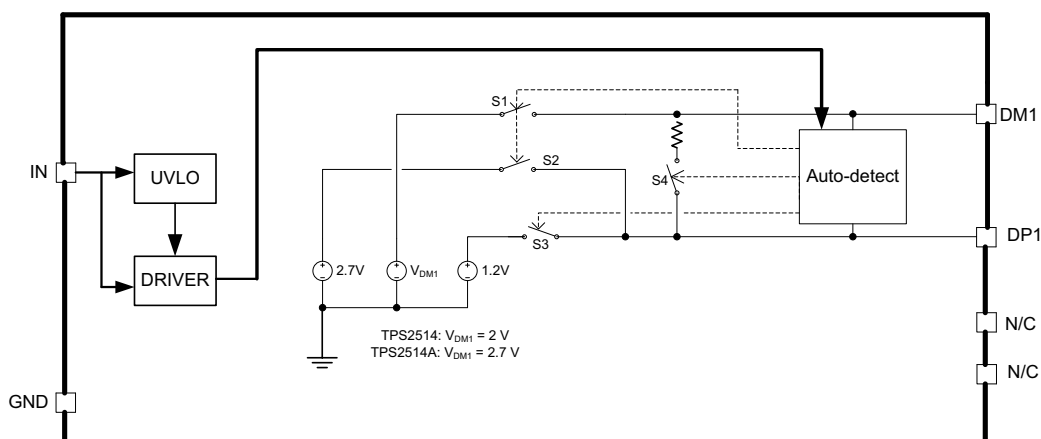 S1
DM1
IN
UVLO
S2
S4
Auto-detect
S3
DP1
DRIVER
2.7V
VDM1
1.2V
TPS2514: VDM1 = 2 V
TPS2514A: VDM1 = 2.7 V
N/C
N/C
GND